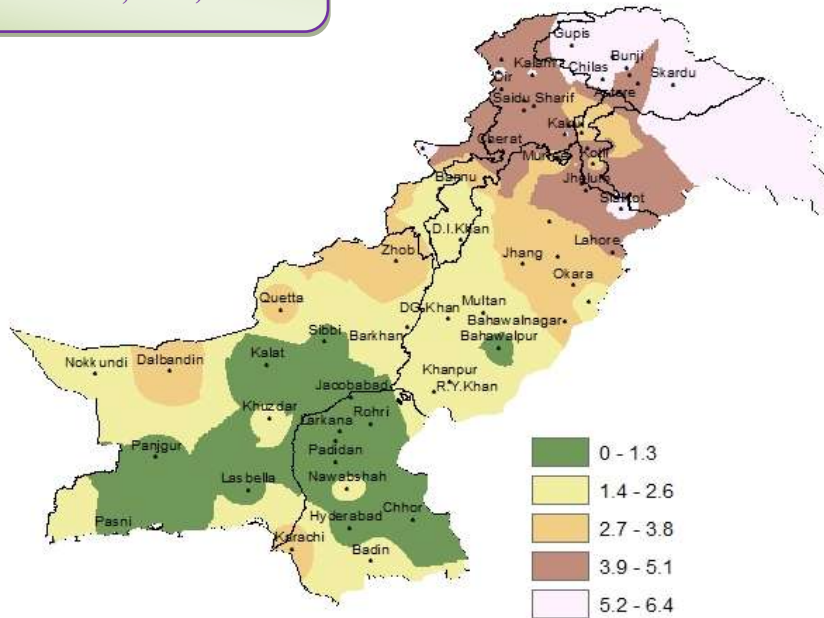 Gupis
Bunji
Kalam
Chilas
Skardu
Dir
Astore
Saidu Sharif
Cherat
Kotli
Jhelum
Bannu
Sialkot
D.I.Khan
Lahore
Zhob
Jhang
Okara
Quetta
DG Khan
Multan
Bahawalnagar
Sibbi
Barkhan
Bahawalpur
Nokkundi
Dalbandin
Kalat
Khanpur
Jacobabad
R.Y.Khan
Khuzdar
Rohri
Larkana
Panjgur
Padidan
Lasbella
Nawabshah
Chhor
Pasni
Hyderabad
Karachi
Badin
0 - 1.3
1.4 - 2.6
2.7 - 3.8
3.9 - 5.1
5.2 - 6.4